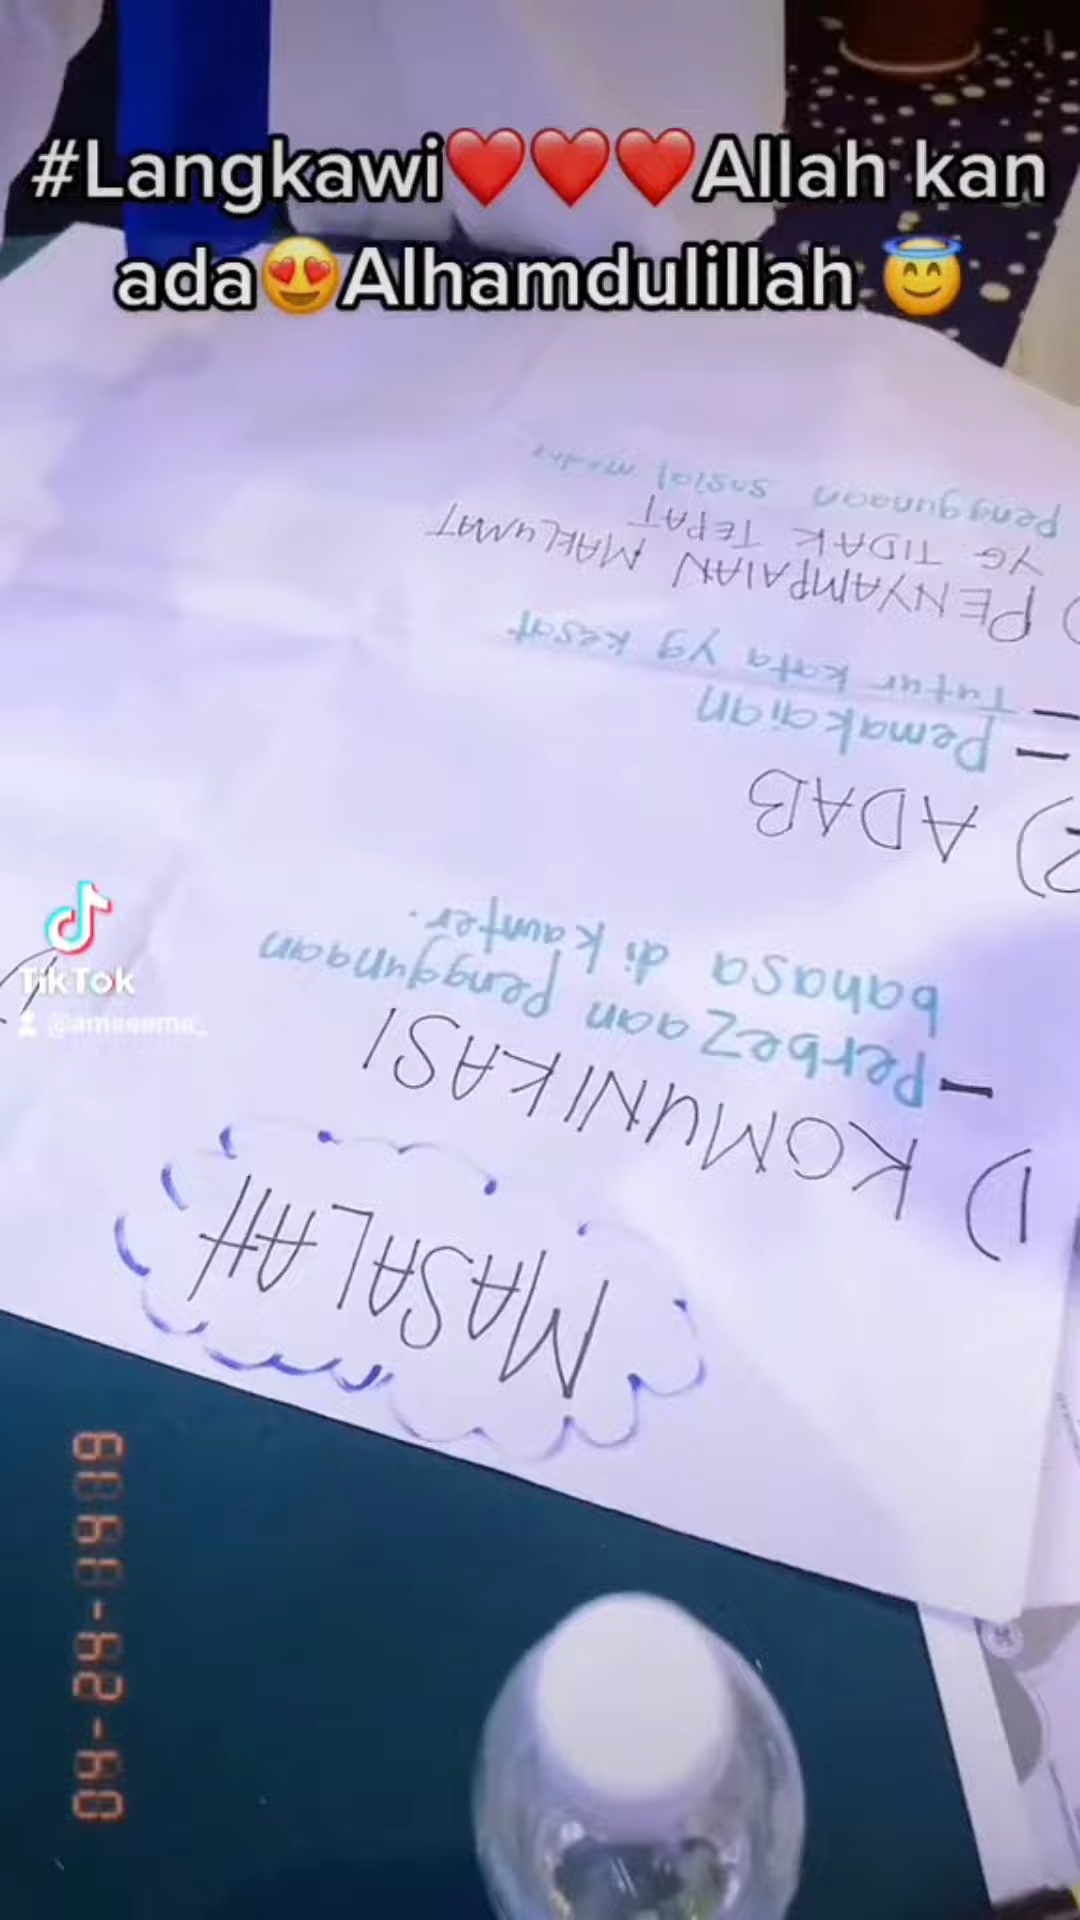 #Langkawi❤️❤️❤️Allah kan
ada😍Alhamdulillah 😇
MASALAH
1) KOMUNIKASI
- Perbezaan Penggunaan
bahasa di kaunter.
2) ADAB
- Pemakaian
- Tutur kata yg kesat
) PENYAMPAIAN MAKLUMAT
YG TIDAK TEPAT
Penggunaan sosial media
TikTok